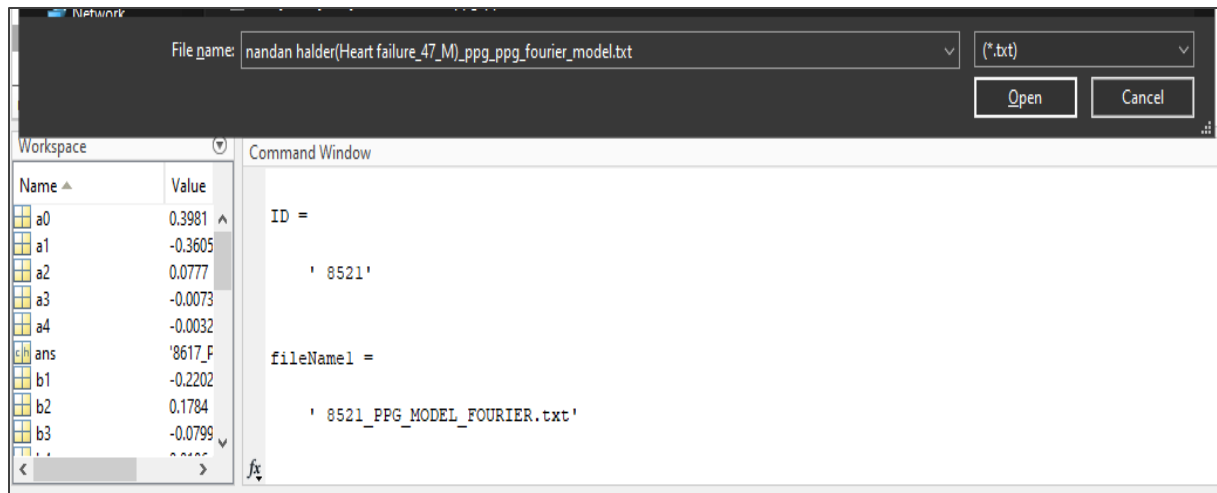 Network
File name: nandan halder(Heart failure_47_M)_ppg_ppg_fourier_model.txt (*.txt)
Open Cancel
Workspace
Command Window
Name Value
a0 0.3981
a1 -0.3605
a2 0.0777
a3 -0.0073
a4 -0.0032
ans '8617_P
b1 -0.2202
b2 0.1784
b3 -0.0799
ID =
' 8521'
fileName1 =
' 8521_PPG_MODEL_FOURIER.txt'
fx